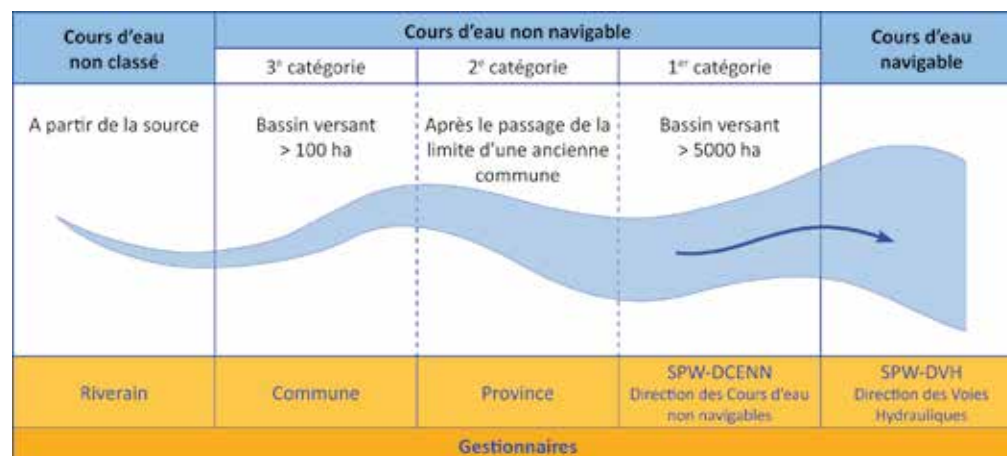 Cours d'eau
non classé
Cours d'eau non navigable
3e catégorie
2e catégorie
1er catégorie
Cours d'eau
navigable
A partir de la source
Bassin versant
> 100 ha
Après le passage de la
limite d'une ancienne
commune
Bassin versant
> 5000 ha
Riverain
Commune
Province
SPW-DCENN
Direction des Cours d'eau
non navigables
SPW-DVH
Direction des Voies
Hydrauliques
Gestionnaires